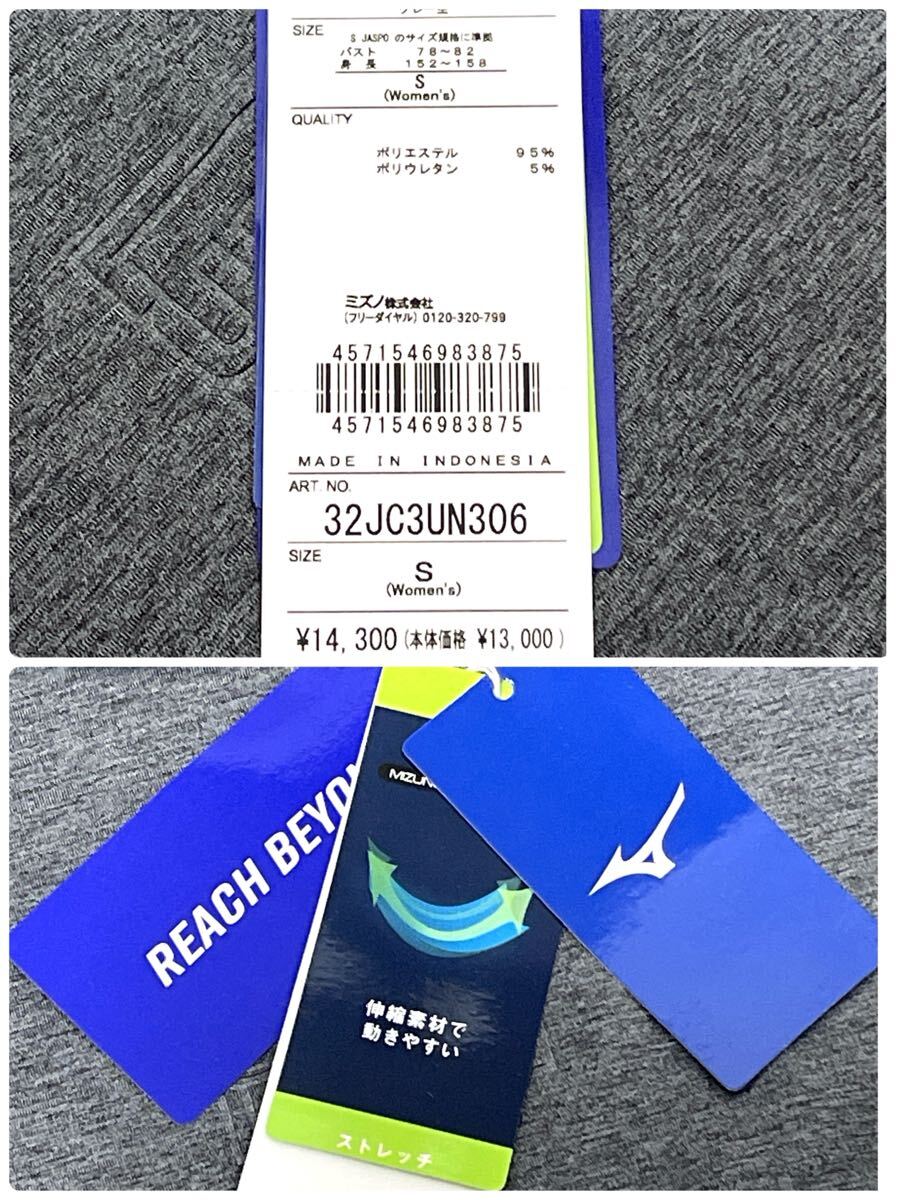 SIZE
S JASPO のサイズ規格に準拠
バスト 78~82
身長 152~158
S
(Women's)
QUALITY
ポリエステル 95%
ポリウレタン 5%
ミズノ株式会社
(フリーダイヤル) 0120-320-799
4571546983875
4571546983875
MADE IN INDONESIA
ART. NO.
32JC3UN306
SIZE
S
(Women's)
¥14,300 (本体価格 ¥13,000)
REACH BEYON
MIZUN
伸縮素材で
動きやすい
ストレッチ